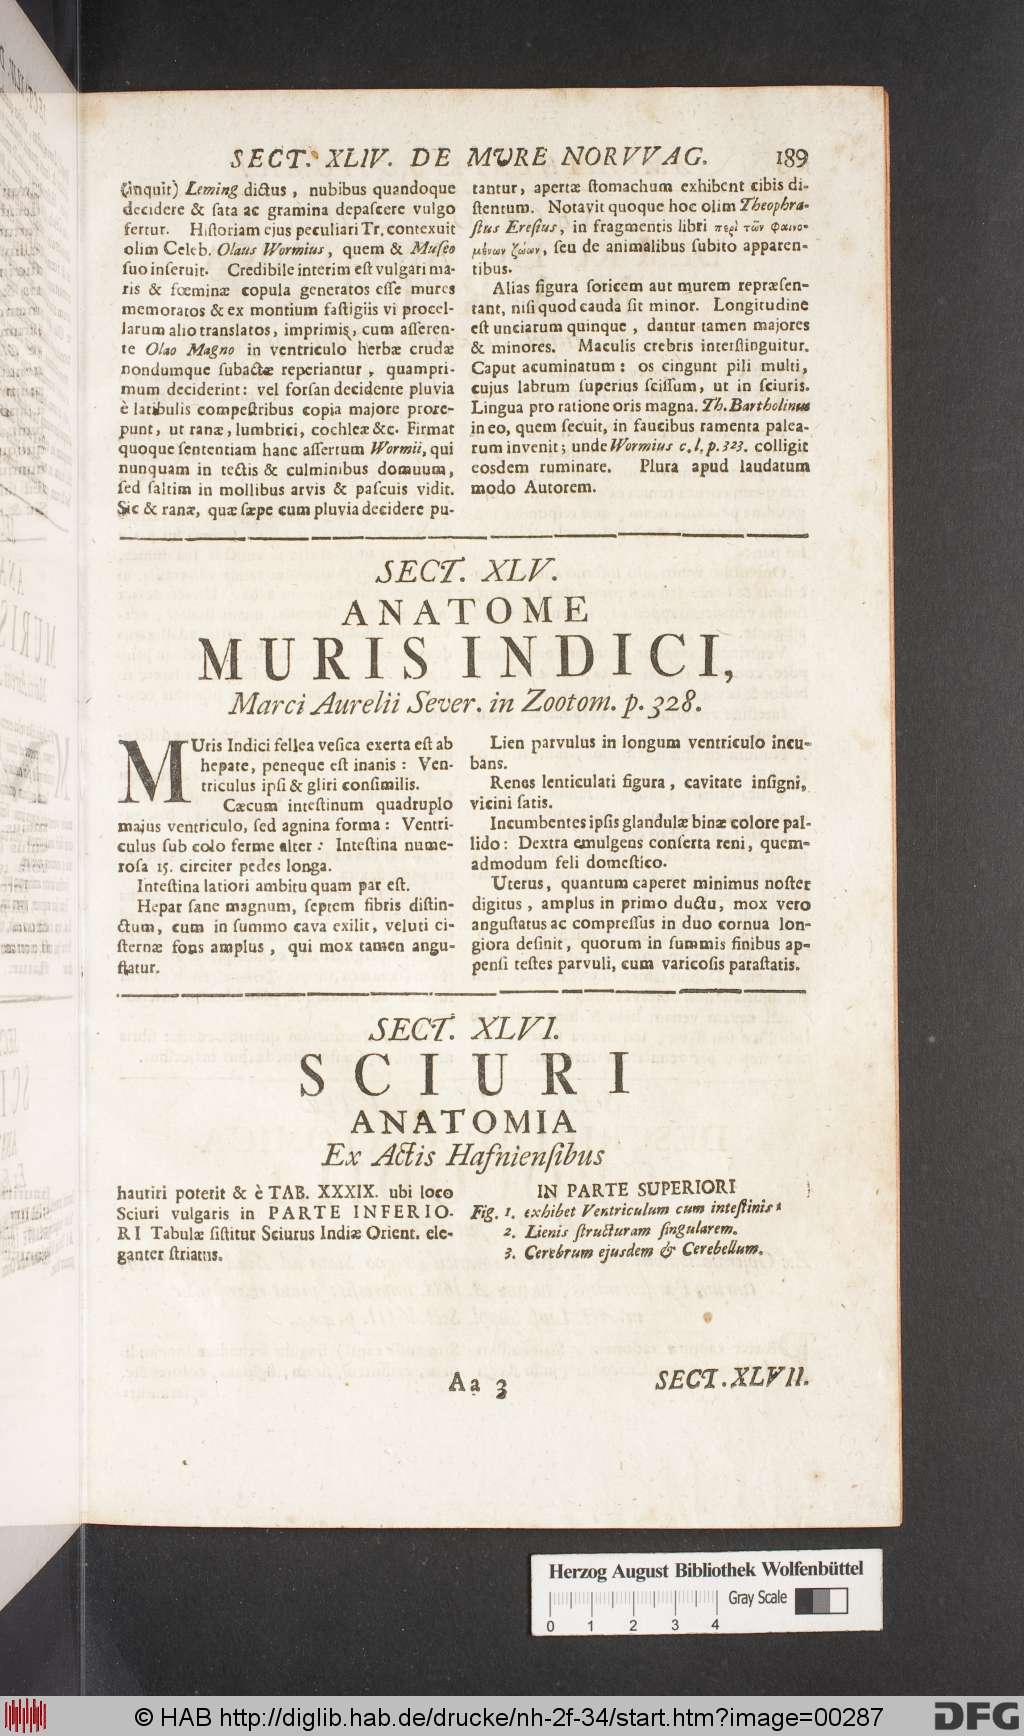 SECT. XLIV. DE MURE NORVVAG. 189
(inquit) Leming dictus, nubibus quandoque
decidere & sata ac gramina depascere vulgo
fertur. Historiam ejus peculiari Tr. contexuit
olim Celeb. Olaus Wormius, quem & Museo
suo inseruit. Credibile interim est vulgari ma-
ris & fœminæ copula generatos esse mures
memoratos & ex montium fastigiis vi procel-
larum alio translatos, imprimis, cum asseren-
te Olao Magno in ventriculo herbæ crudæ
nondumque subactæ reperiantur, quampri-
mum deciderint: vel forsan decidente pluvia
è latibulis compestribus copia majore prore-
punt, ut ranæ, lumbrici, cochleæ &c. Firmat
quoque sententiam hanc assertum Wormii, qui
nunquam in tectis & culminibus domuum,
sed saltim in mollibus arvis & pascuis vidit.
Sic & ranæ, quæ sæpe cum pluvia decidere pu-
tantur, apertæ stomachum exhibent cibis di-
stentum. Notavit quoque hoc olim Theophra-
stus Eresius, in fragmentis libri περὶ τῶν φαινο-
μένων ζώων, seu de animalibus subito apparen-
tibus.
Alias figura soricem aut murem repræsen-
tant, nisi quod cauda sit minor. Longitudine
est unciarum quinque, dantur tamen majores
& minores. Maculis crebris interstinguitur.
Caput acuminatum: os cingunt pili multi,
cujus labrum superius scissum, ut in sciuris.
Lingua pro ratione oris magna. Th. Bartholinus
in eo, quem secuit, in faucibus ramenta palea-
rum invenit; unde Wormius c. l. p. 323. colligit
eosdem ruminare. Plura apud laudatum
modo Autorem.
SECT. XLV.
ANATOME
MURIS INDICI,
Marci Aurelii Sever. in Zootom. p. 328.
MUris Indici fellea vesica exerta est ab
hepate, peneque est inanis: Ven-
triculus ipsi & gliri consimilis.
Cæcum intestinum quadruplo
majus ventriculo, sed agnina forma: Ventri-
culus sub colo ferme alter: Intestina nume-
rosa 15. circiter pedes longa.
Intestina latiori ambitu quam par est.
Hepar sane magnum, septem fibris distin-
ctum, cum in summo cava exilit, veluti ci-
sternæ fons amplus, qui mox tamen angu-
statur.
Lien parvulus in longum ventriculo incu-
bans.
Renes lenticulati figura, cavitate insigni,
vicini satis.
Incumbentes ipsis glandulæ binæ colore pal-
lido: Dextra emulgens conserta reni, quem-
admodum feli domestico.
Uterus, quantum caperet minimus noster
digitus, amplus in primo ductu, mox vero
angustatus ac compressus in duo cornua lon-
giora desinit, quorum in summis finibus ap-
pensi testes parvuli, cum varicosis parastatis.
SECT. XLVI.
SCIURI
ANATOMIA
Ex Actis Hafniensibus
hauriri poterit & è TAB. XXXIX. ubi loco
Sciuri vulgaris in PARTE INFERIO-
RI Tabulæ sistitur Sciurus Indiæ Orient. ele-
ganter striatus.
IN PARTE SUPERIORI
Fig. 1. exhibet Ventriculum cum intestinis
2. Lienis structuram singularem.
3. Cerebrum ejusdem & Cerebellum.
Aa 3 SECT. XLVII.
Herzog August Bibliothek Wolfenbüttel
Gray Scale
0 1 2 3 4
© HAB http://diglib.hab.de/drucke/nh-2f-34/start.htm?image=00287
DFG